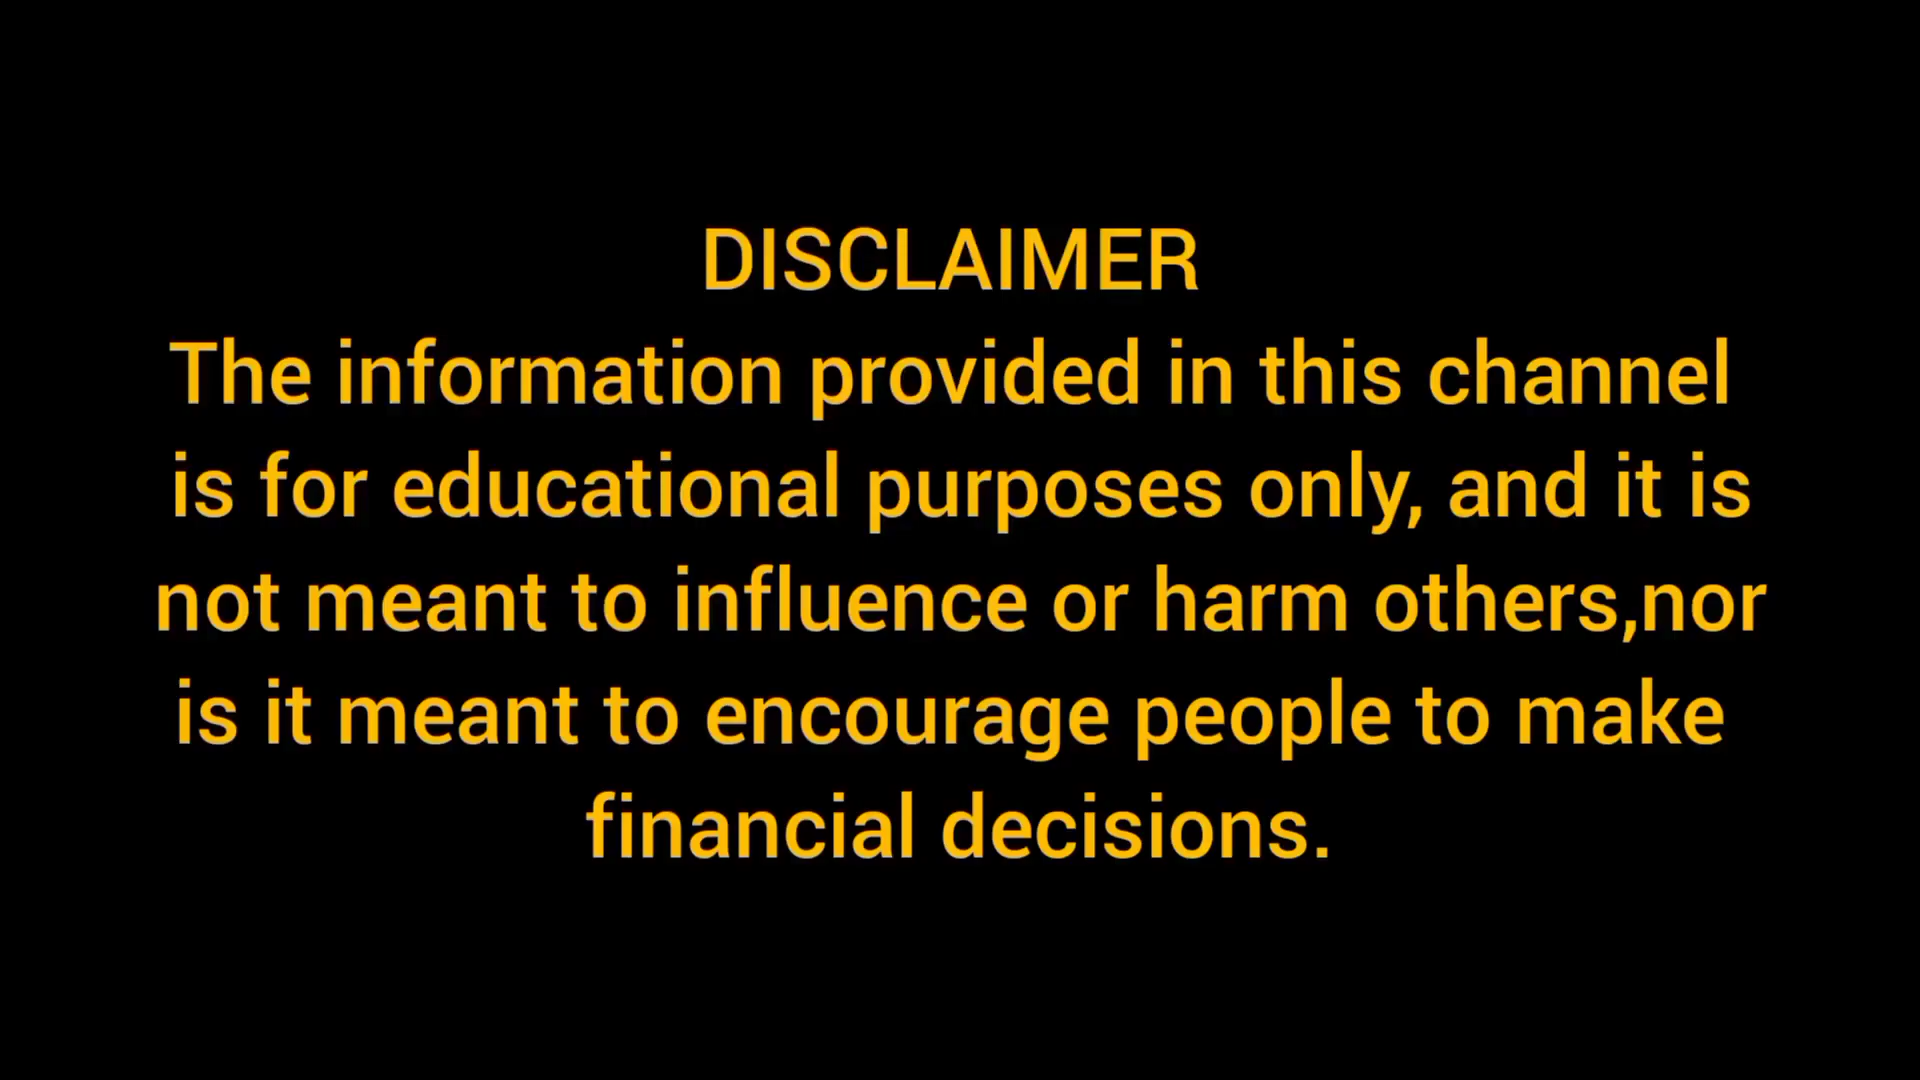 DISCLAIMER
The information provided in this channel
is for educational purposes only, and it is
not meant to influence or harm others,nor
is it meant to encourage people to make
financial decisions.